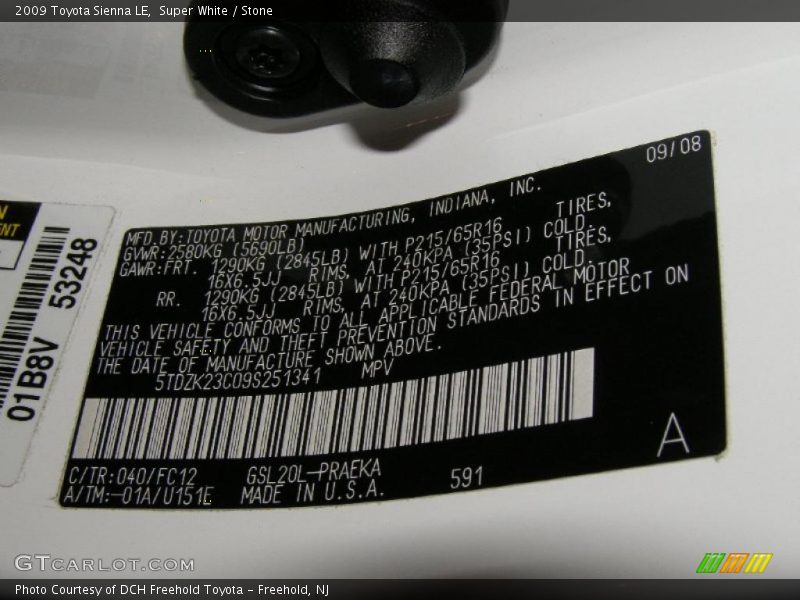 2009 Toyota Sienna LE, Super White / Stone
09/08
MFD.BY:TOYOTA MOTOR MANUFACTURING, INDIANA, INC.
GVWR:2580KG (5690LB)
GAWR:FRT. 1290KG (2845LB) WITH P215/65R16 TIRES,
16X6.5JJ RIMS, AT 240KPA (35PSI) COLD.
RR. 1290KG (2845LB) WITH P215/65R16 TIRES,
16X6.5JJ RIMS, AT 240KPA (35PSI) COLD.
THIS VEHICLE CONFORMS TO ALL APPLICABLE FEDERAL MOTOR
VEHICLE SAFETY AND THEFT PREVENTION STANDARDS IN EFFECT ON
THE DATE OF MANUFACTURE SHOWN ABOVE.
5TDZK23C09S251341 MPV
A
C/TR:040/FC12 GSL20L-PRAEKA 591
A/TM:-01A/U151E MADE IN U.S.A.
01B8V 53248
GTCarLot.com
Photo Courtesy of DCH Freehold Toyota - Freehold, NJ